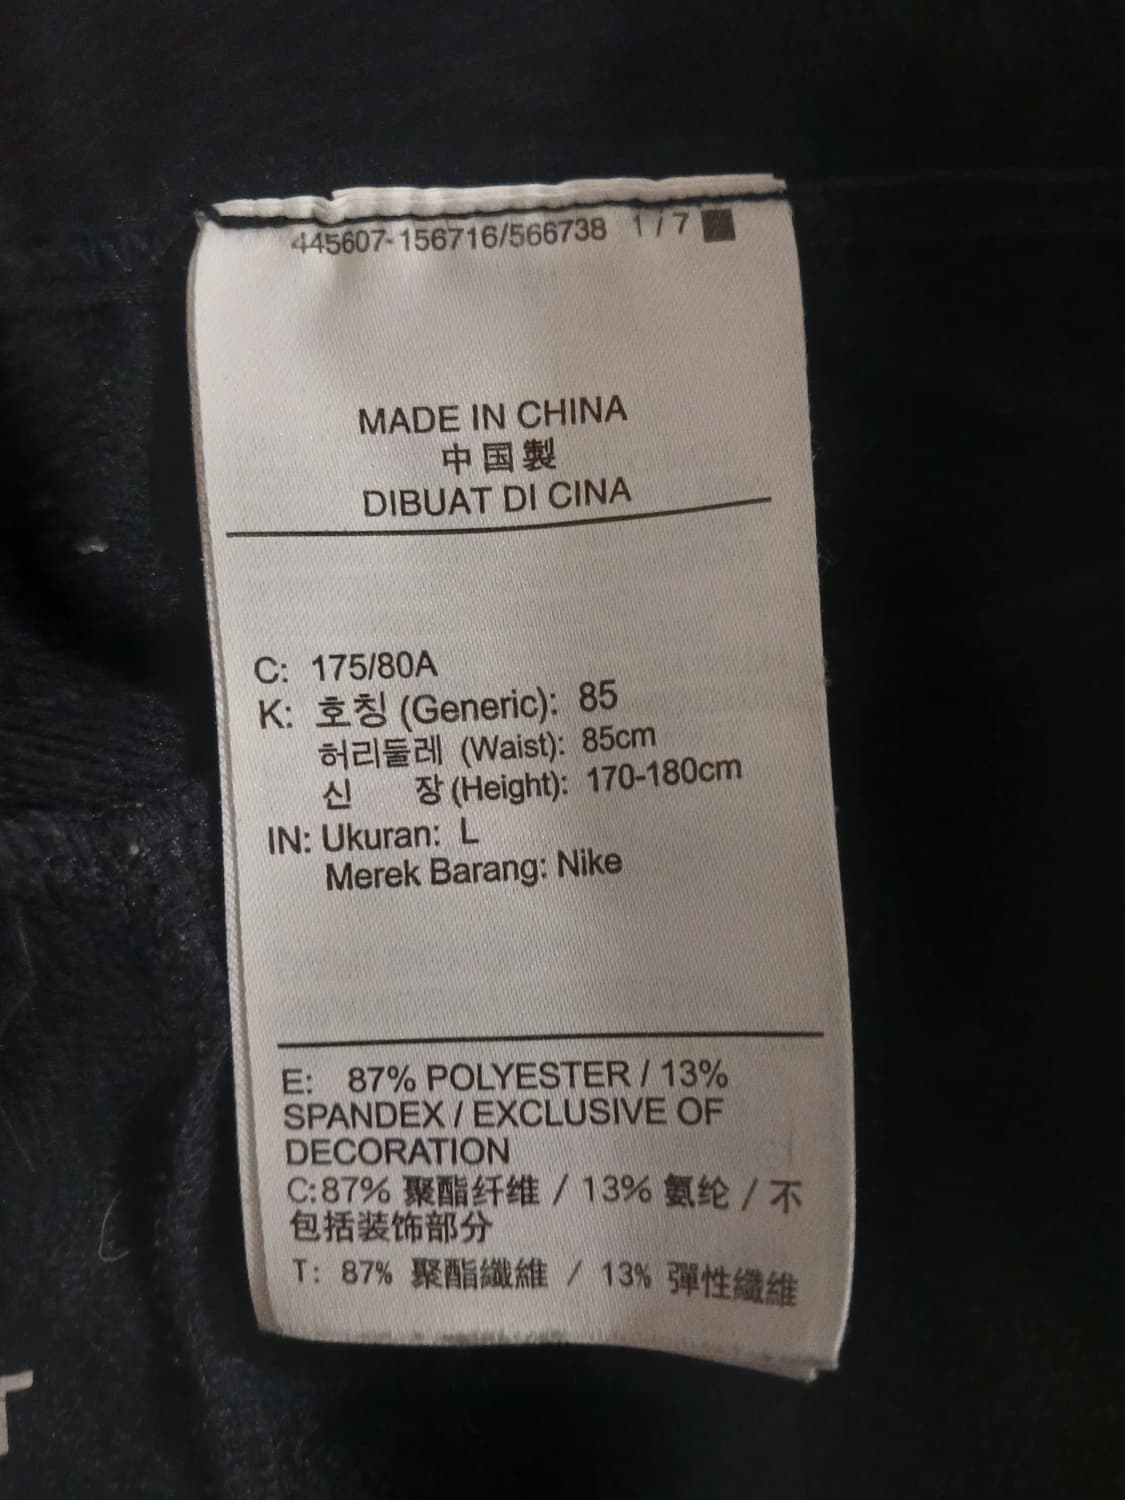 445607-156716/566738 1/7
MADE IN CHINA
中国製
DIBUAT DI CINA
C: 175/80A
K: 호칭 (Generic): 85
허리둘레 (Waist): 85cm
신 장 (Height): 170-180cm
IN: Ukuran: L
Merek Barang: Nike
E: 87% POLYESTER / 13%
SPANDEX / EXCLUSIVE OF
DECORATION
C:87% 聚酯纤维 / 13% 氨纶 / 不
包括装饰部分
T: 87% 聚酯纖維 / 13% 彈性纖維